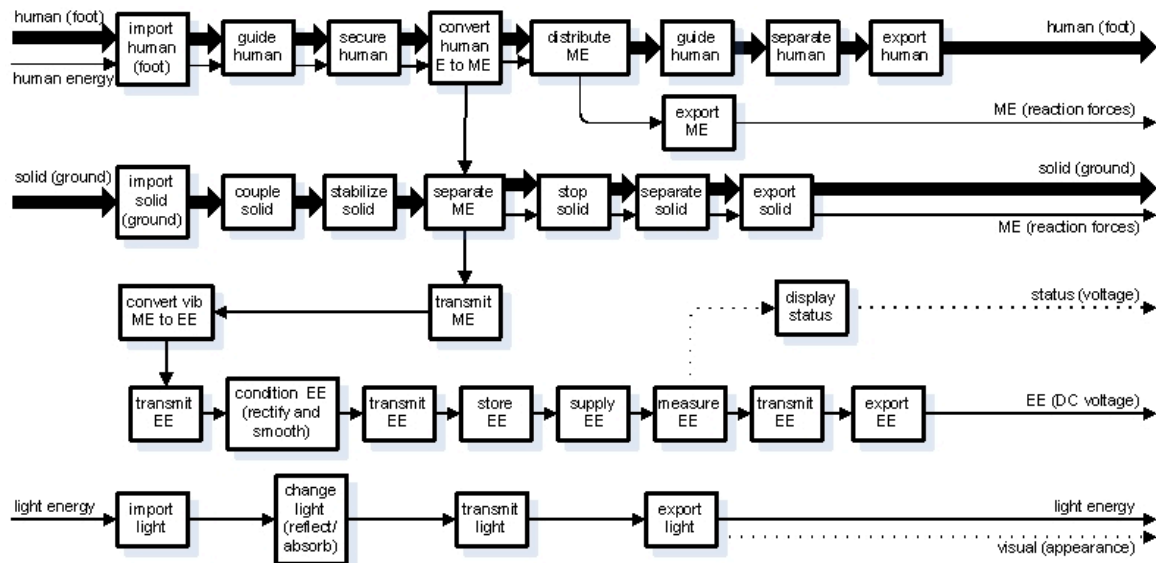 human (foot)
human energy
import
human
(foot)
guide
human
secure
human
convert
human
E to ME
distribute
ME
guide
human
separate
human
export
human
human (foot)
export
ME
ME (reaction forces)
solid (ground)
import
solid
(ground)
couple
solid
stabilize
solid
separate
ME
stop
solid
separate
solid
export
solid
solid (ground)
ME (reaction forces)
convert vib
ME to EE
transmit
ME
display
status
status (voltage)
transmit
EE
condition EE
(rectify and
smooth)
transmit
EE
store
EE
supply
EE
measure
EE
transmit
EE
export
EE
EE (DC voltage)
light energy
import
light
change
light
(reflect/
absorb)
transmit
light
export
light
light energy
visual (appearance)